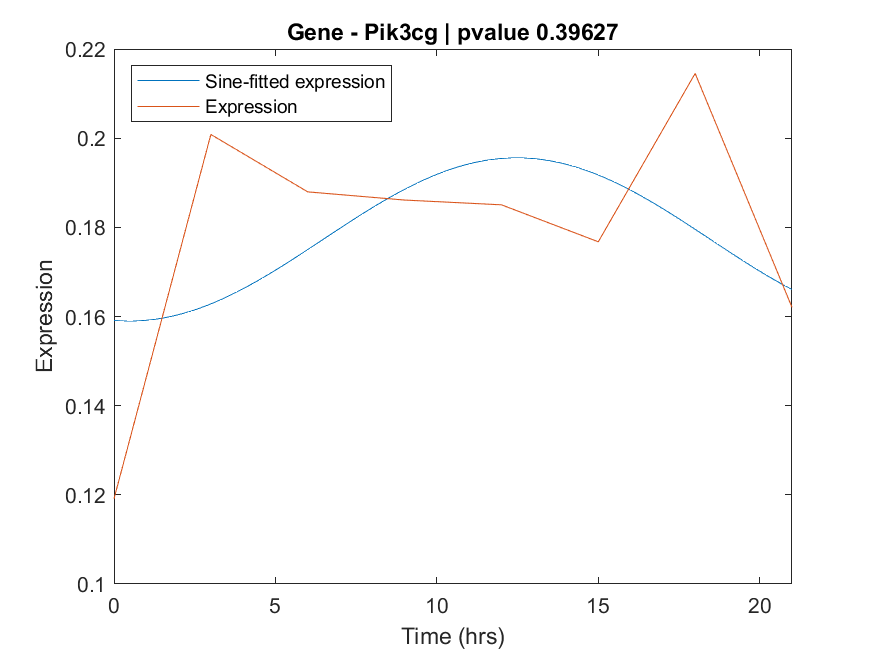 Gene - Pik3cg | pvalue 0.39627
0.22
0.2
0.18
0.16
0.14
0.12
0.1
Expression
Sine-fitted expression
Expression
0
5
10
15
20
Time (hrs)